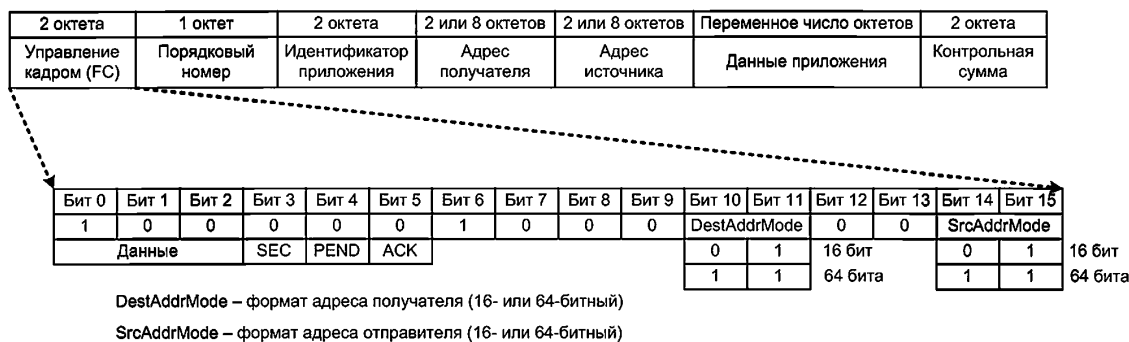 2 октета 1 октет 2 октета 2 или 8 октетов 2 или 8 октетов Переменное число октетов 2 октета
Управление кадром (FC) Порядковый номер Идентификатор приложения Адрес получателя Адрес источника Данные приложения Контрольная сумма
Бит 0 Бит 1 Бит 2 Бит 3 Бит 4 Бит 5 Бит 6 Бит 7 Бит 8 Бит 9 Бит 10 Бит 11 Бит 12 Бит 13 Бит 14 Бит 15
1 0 0 0 0 0 1 0 0 0 DestAddrMode 0 0 SrcAddrMode
Данные SEC PEND ACK 0 1 16 бит 0 1 16 бит
1 1 64 бита 1 1 64 бита
DestAddrMode – формат адреса получателя (16- или 64-битный)
SrcAddrMode – формат адреса отправителя (16- или 64-битный)